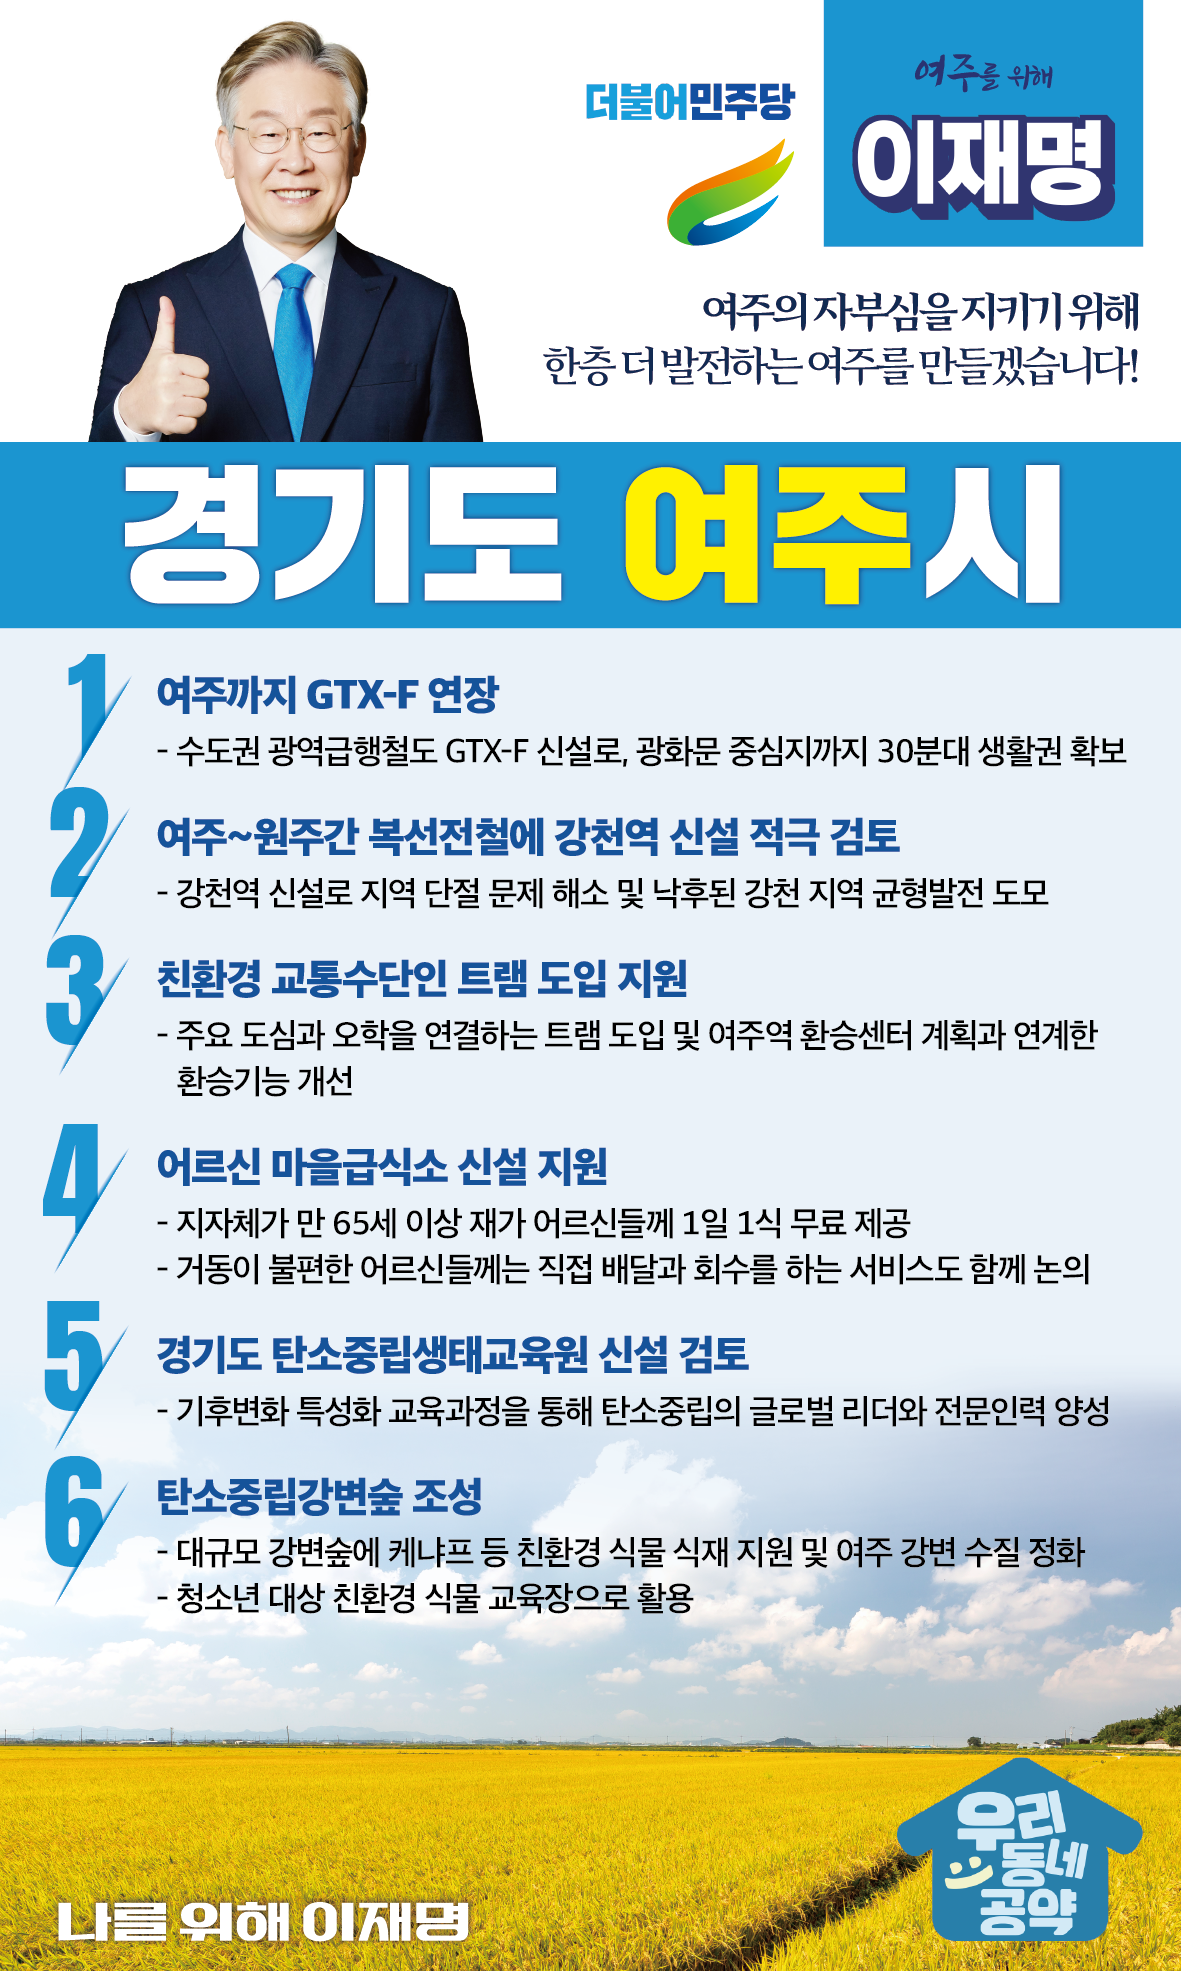 더불어민주당
여주를 위해
이재명
여주의 자부심을 지키기 위해
한층 더 발전하는 여주를 만들겠습니다!
경기도 여주시
1
여주까지 GTX-F 연장
- 수도권 광역급행철도 GTX-F 신설로, 광화문 중심지까지 30분대 생활권 확보
2
여주~원주간 복선전철에 강천역 신설 적극 검토
- 강천역 신설로 지역 단절 문제 해소 및 낙후된 강천 지역 균형발전 도모
3
친환경 교통수단인 트램 도입 지원
- 주요 도심과 오학을 연결하는 트램 도입 및 여주역 환승센터 계획과 연계한
환승기능 개선
4
어르신 마을급식소 신설 지원
- 지자체가 만 65세 이상 재가 어르신들께 1일 1식 무료 제공
- 거동이 불편한 어르신들께는 직접 배달과 회수를 하는 서비스도 함께 논의
5
경기도 탄소중립생태교육원 신설 검토
- 기후변화 특성화 교육과정을 통해 탄소중립의 글로벌 리더와 전문인력 양성
6
탄소중립강변숲 조성
- 대규모 강변숲에 케냐프 등 친환경 식물 식재 지원 및 여주 강변 수질 정화
- 청소년 대상 친환경 식물 교육장으로 활용
우리
동네
공약
나를 위해 이재명